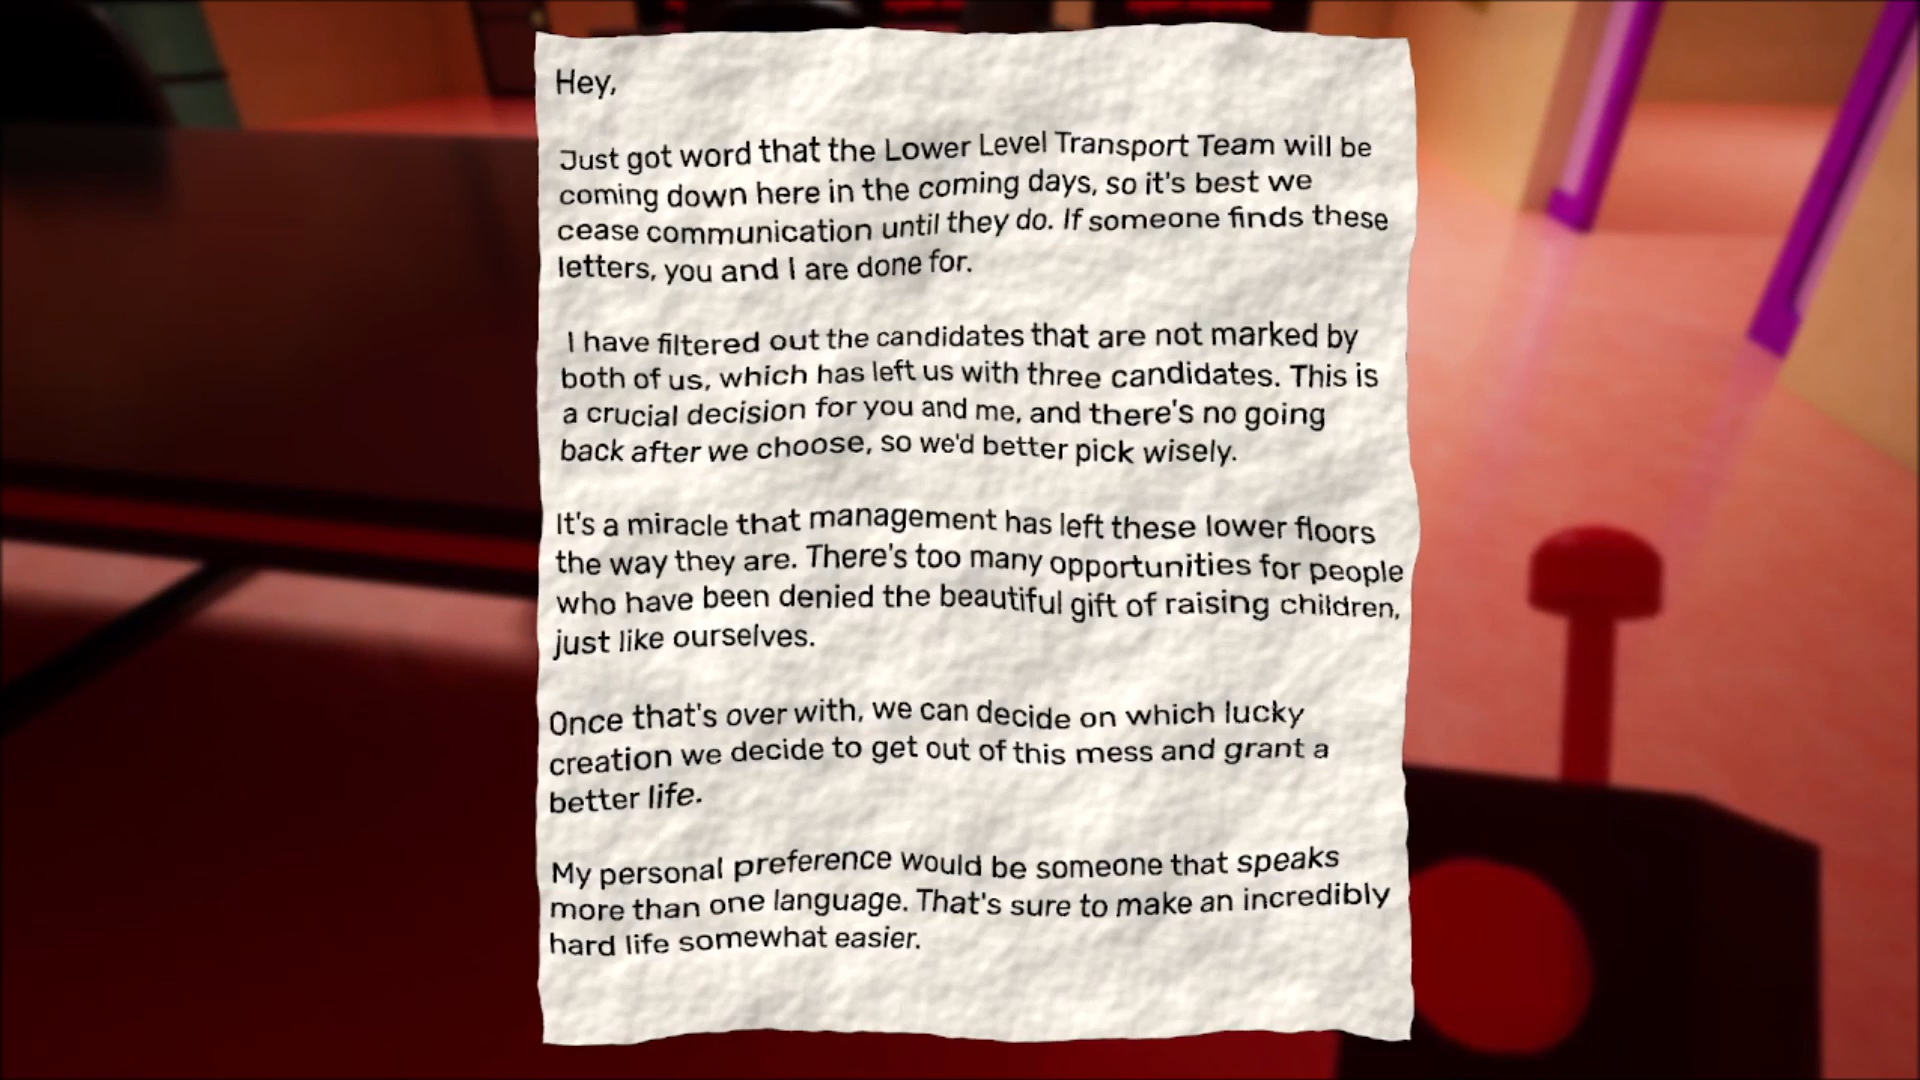 Hey,
Just got word that the Lower Level Transport Team will be
coming down here in the coming days, so it's best we
cease communication until they do. If someone finds these
letters, you and I are done for.
I have filtered out the candidates that are not marked by
both of us, which has left us with three candidates. This is
a crucial decision for you and me, and there's no going
back after we choose, so we'd better pick wisely.
It's a miracle that management has left these lower floors
the way they are. There's too many opportunities for people
who have been denied the beautiful gift of raising children,
just like ourselves.
Once that's over with, we can decide on which lucky
creation we decide to get out of this mess and grant a
better life.
My personal preference would be someone that speaks
more than one language. That's sure to make an incredibly
hard life somewhat easier.